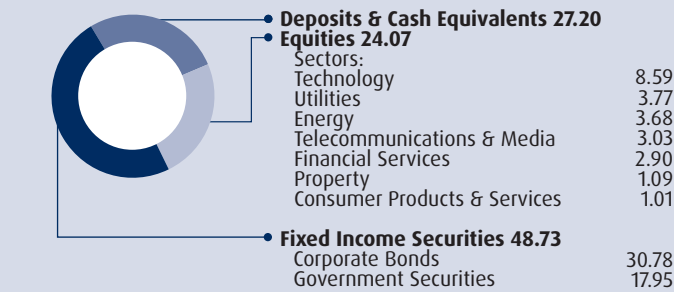 Deposits & Cash Equivalents 27.20
Equities 24.07
Sectors:
Technology 8.59
Utilities 3.77
Energy 3.68
Telecommunications & Media 3.03
Financial Services 2.90
Property 1.09
Consumer Products & Services 1.01
Fixed Income Securities 48.73
Corporate Bonds 30.78
Government Securities 17.95